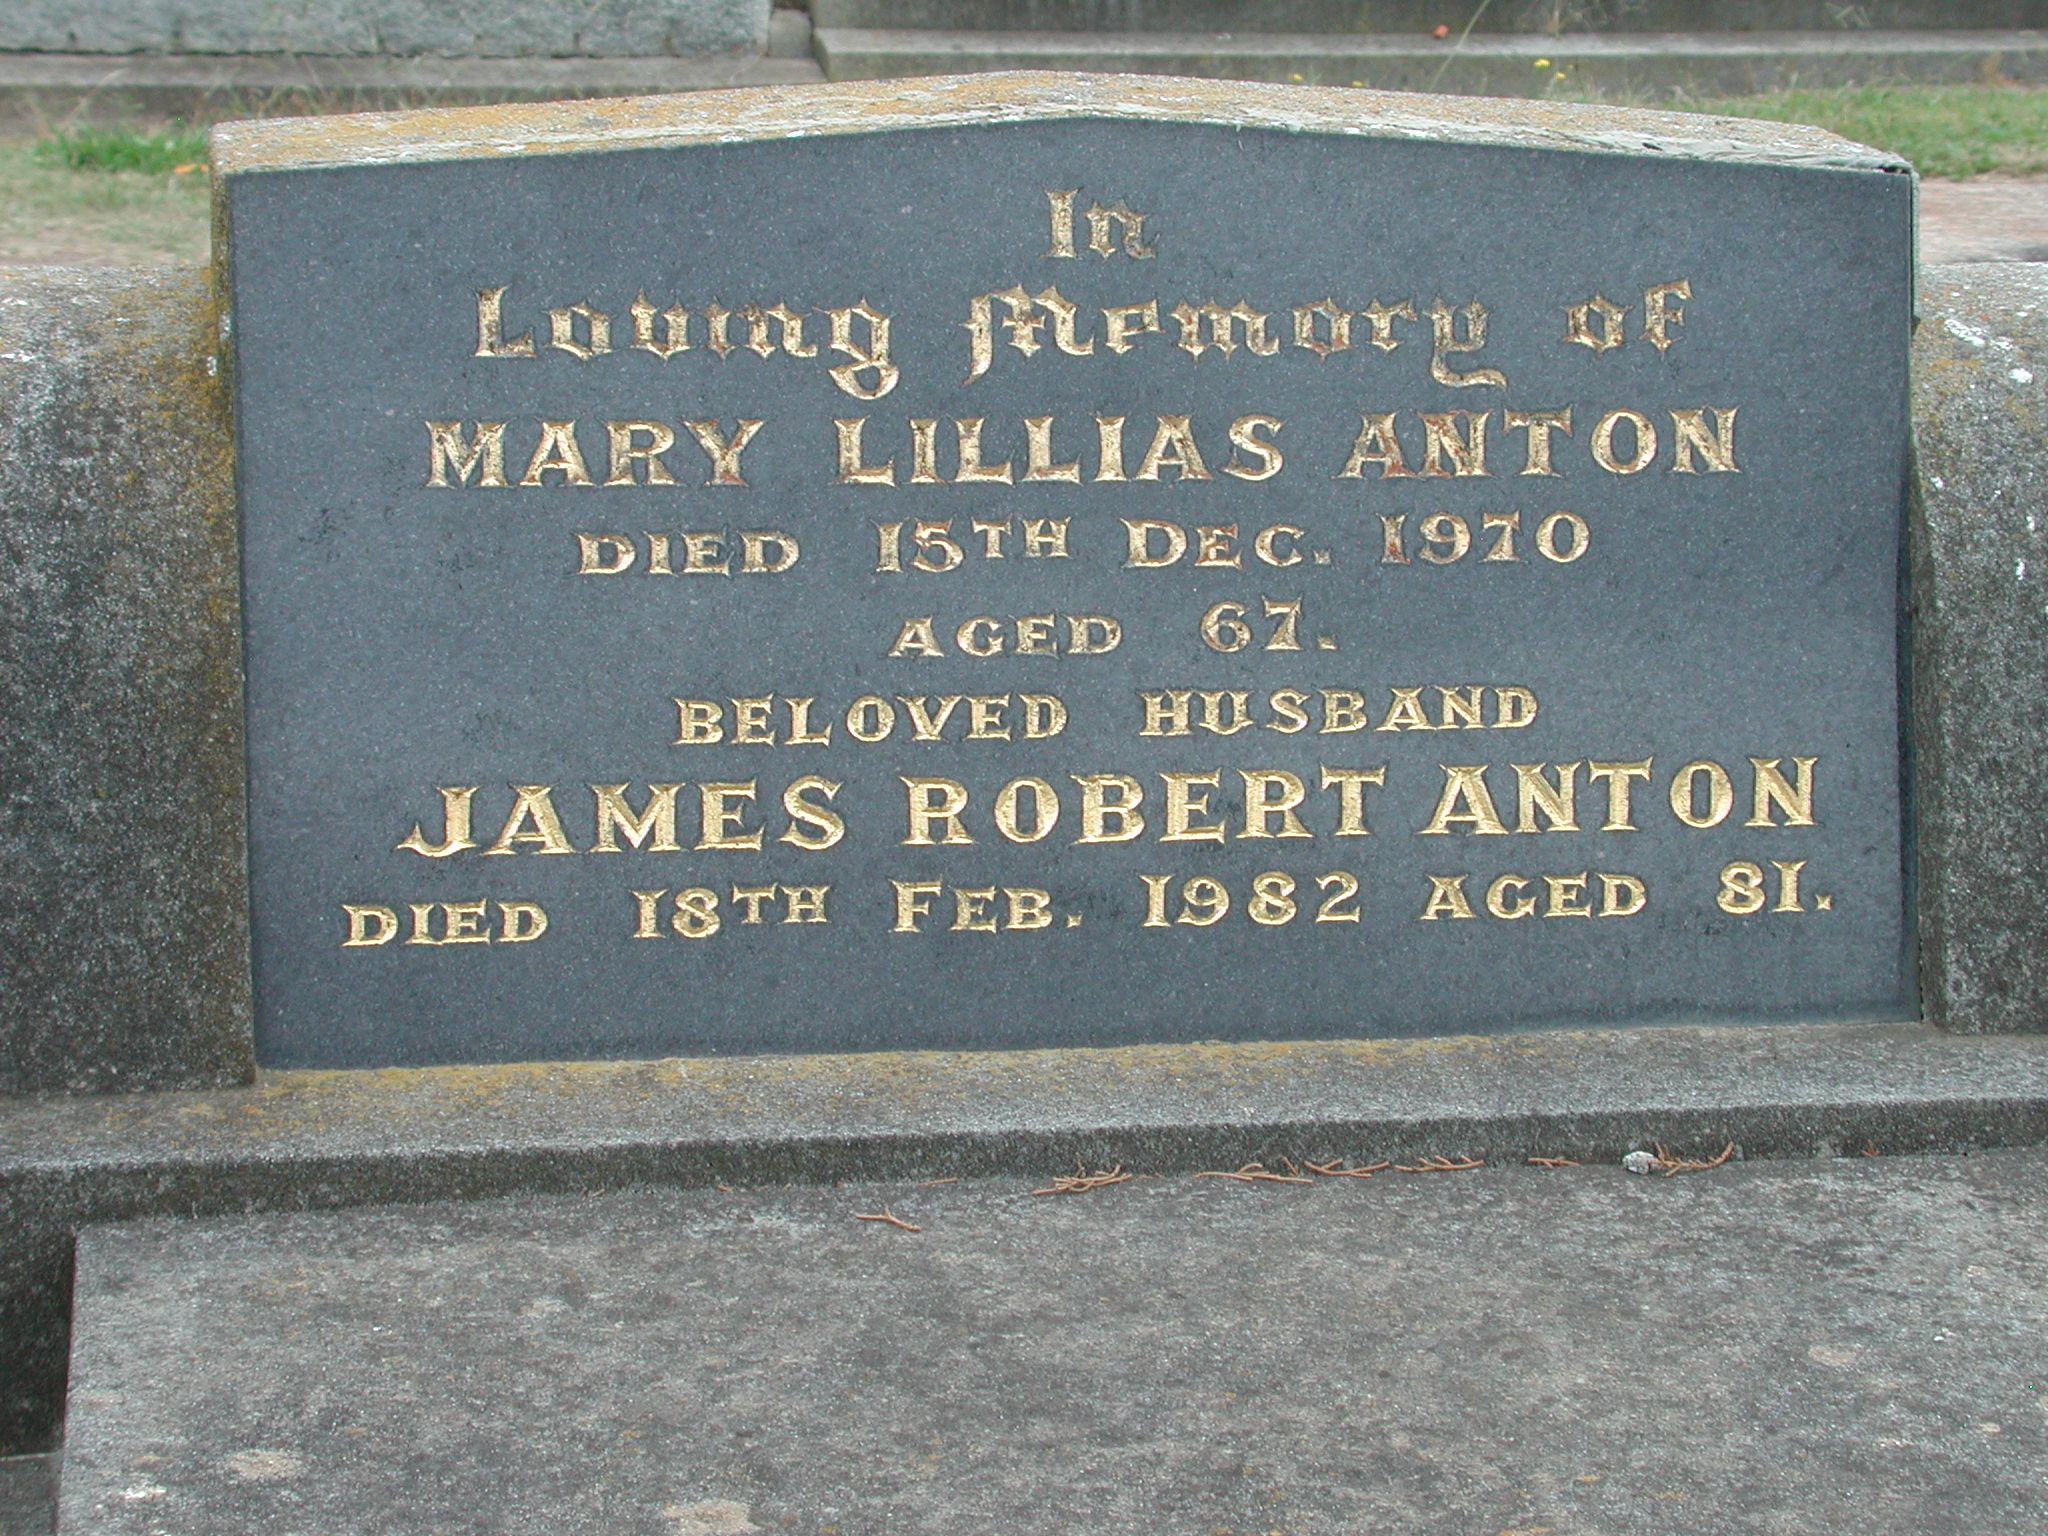 In
Loving Memory of
MARY LILLIAS ANTON
DIED 15TH DEC. 1970
AGED 67.
BELOVED HUSBAND
JAMES ROBERT ANTON
DIED 18TH FEB. 1982 AGED 81.